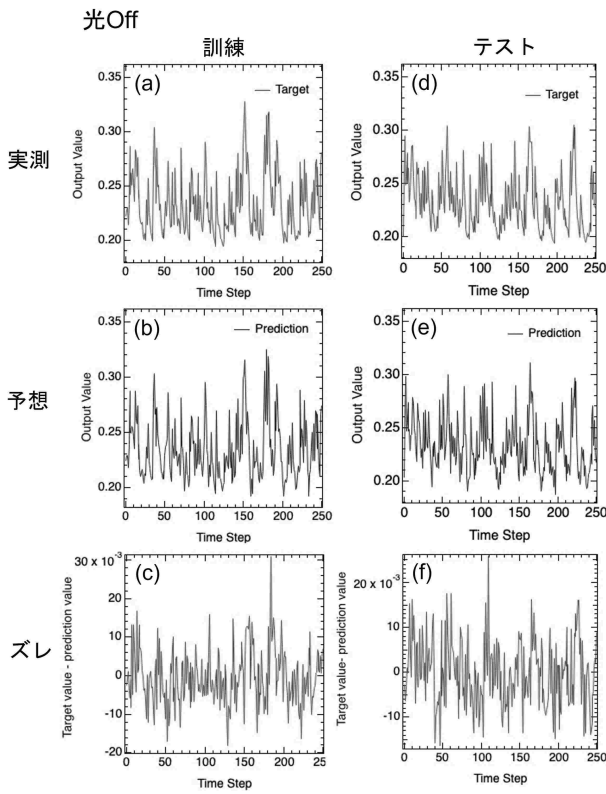 光Off
訓練
テスト
実測
(a)
Target
Output Value
0.35
0.30
0.25
0.20
0 50 100 150 200 250
Time Step
(d)
Target
Output Value
0.35
0.30
0.25
0.20
0 50 100 150 200 250
Time Step
予想
(b)
Prediction
Output Value
0.35
0.30
0.25
0.20
0 50 100 150 200 250
Time Step
(e)
Prediction
Output Value
0.35
0.30
0.25
0.20
0 50 100 150 200 250
Time Step
ズレ
(c)
Target value - prediction value
30 x 10⁻³
20
10
0
-10
-20
0 50 100 150 200 250
Time Step
(f)
Target value- prediction value
20 x 10⁻³
10
0
-10
0 50 100 150 200 250
Time Step